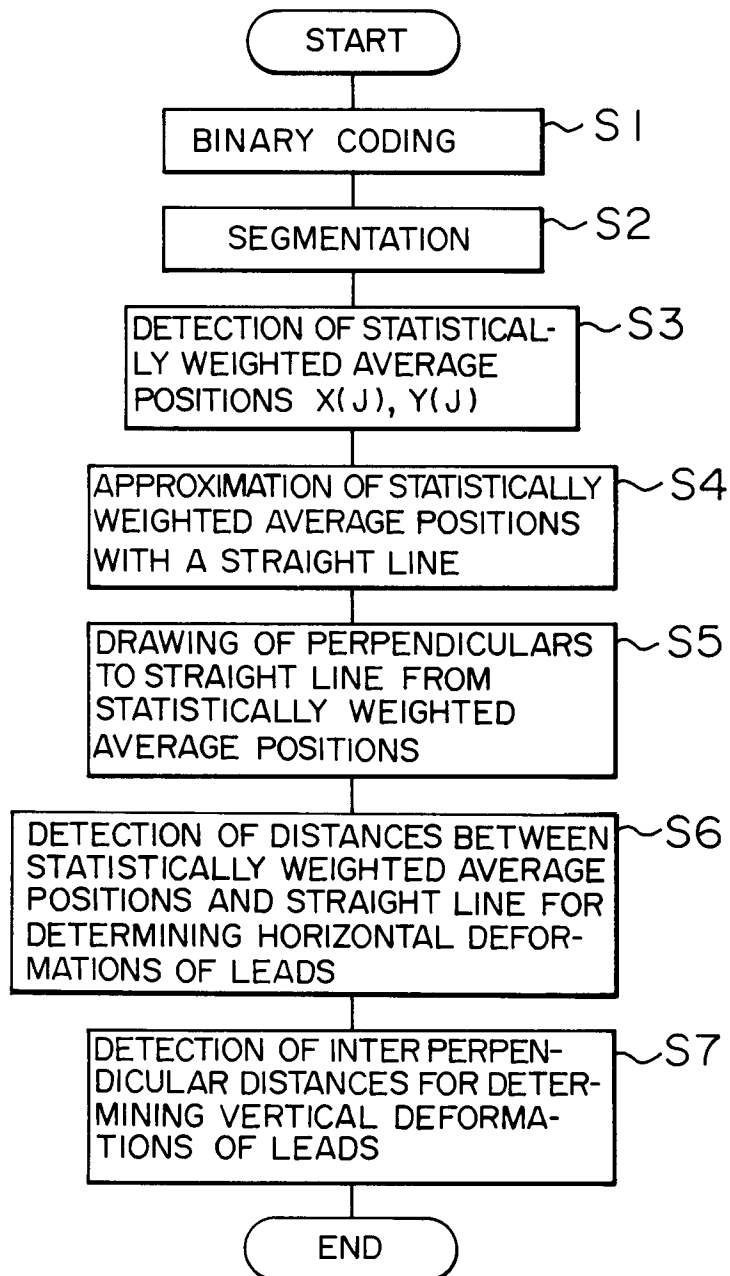 START
BINARY CODING
S1
SEGMENTATION
S2
DETECTION OF STATISTICAL-
LY WEIGHTED AVERAGE
POSITIONS X(J), Y(J)
S3
APPROXIMATION OF STATISTICALLY
WEIGHTED AVERAGE POSITIONS
WITH A STRAIGHT LINE
S4
DRAWING OF PERPENDICULARS
TO STRAIGHT LINE FROM
STATISTICALLY WEIGHTED
AVERAGE POSITIONS
S5
DETECTION OF DISTANCES BETWEEN
STATISTICALLY WEIGHTED AVERAGE
POSITIONS AND STRAIGHT LINE FOR
DETERMINING HORIZONTAL DEFOR-
MATIONS OF LEADS
S6
DETECTION OF INTER PERPEN-
DICULAR DISTANCES FOR DETER-
MINING VERTICAL DEFORMA-
TIONS OF LEADS
S7
END